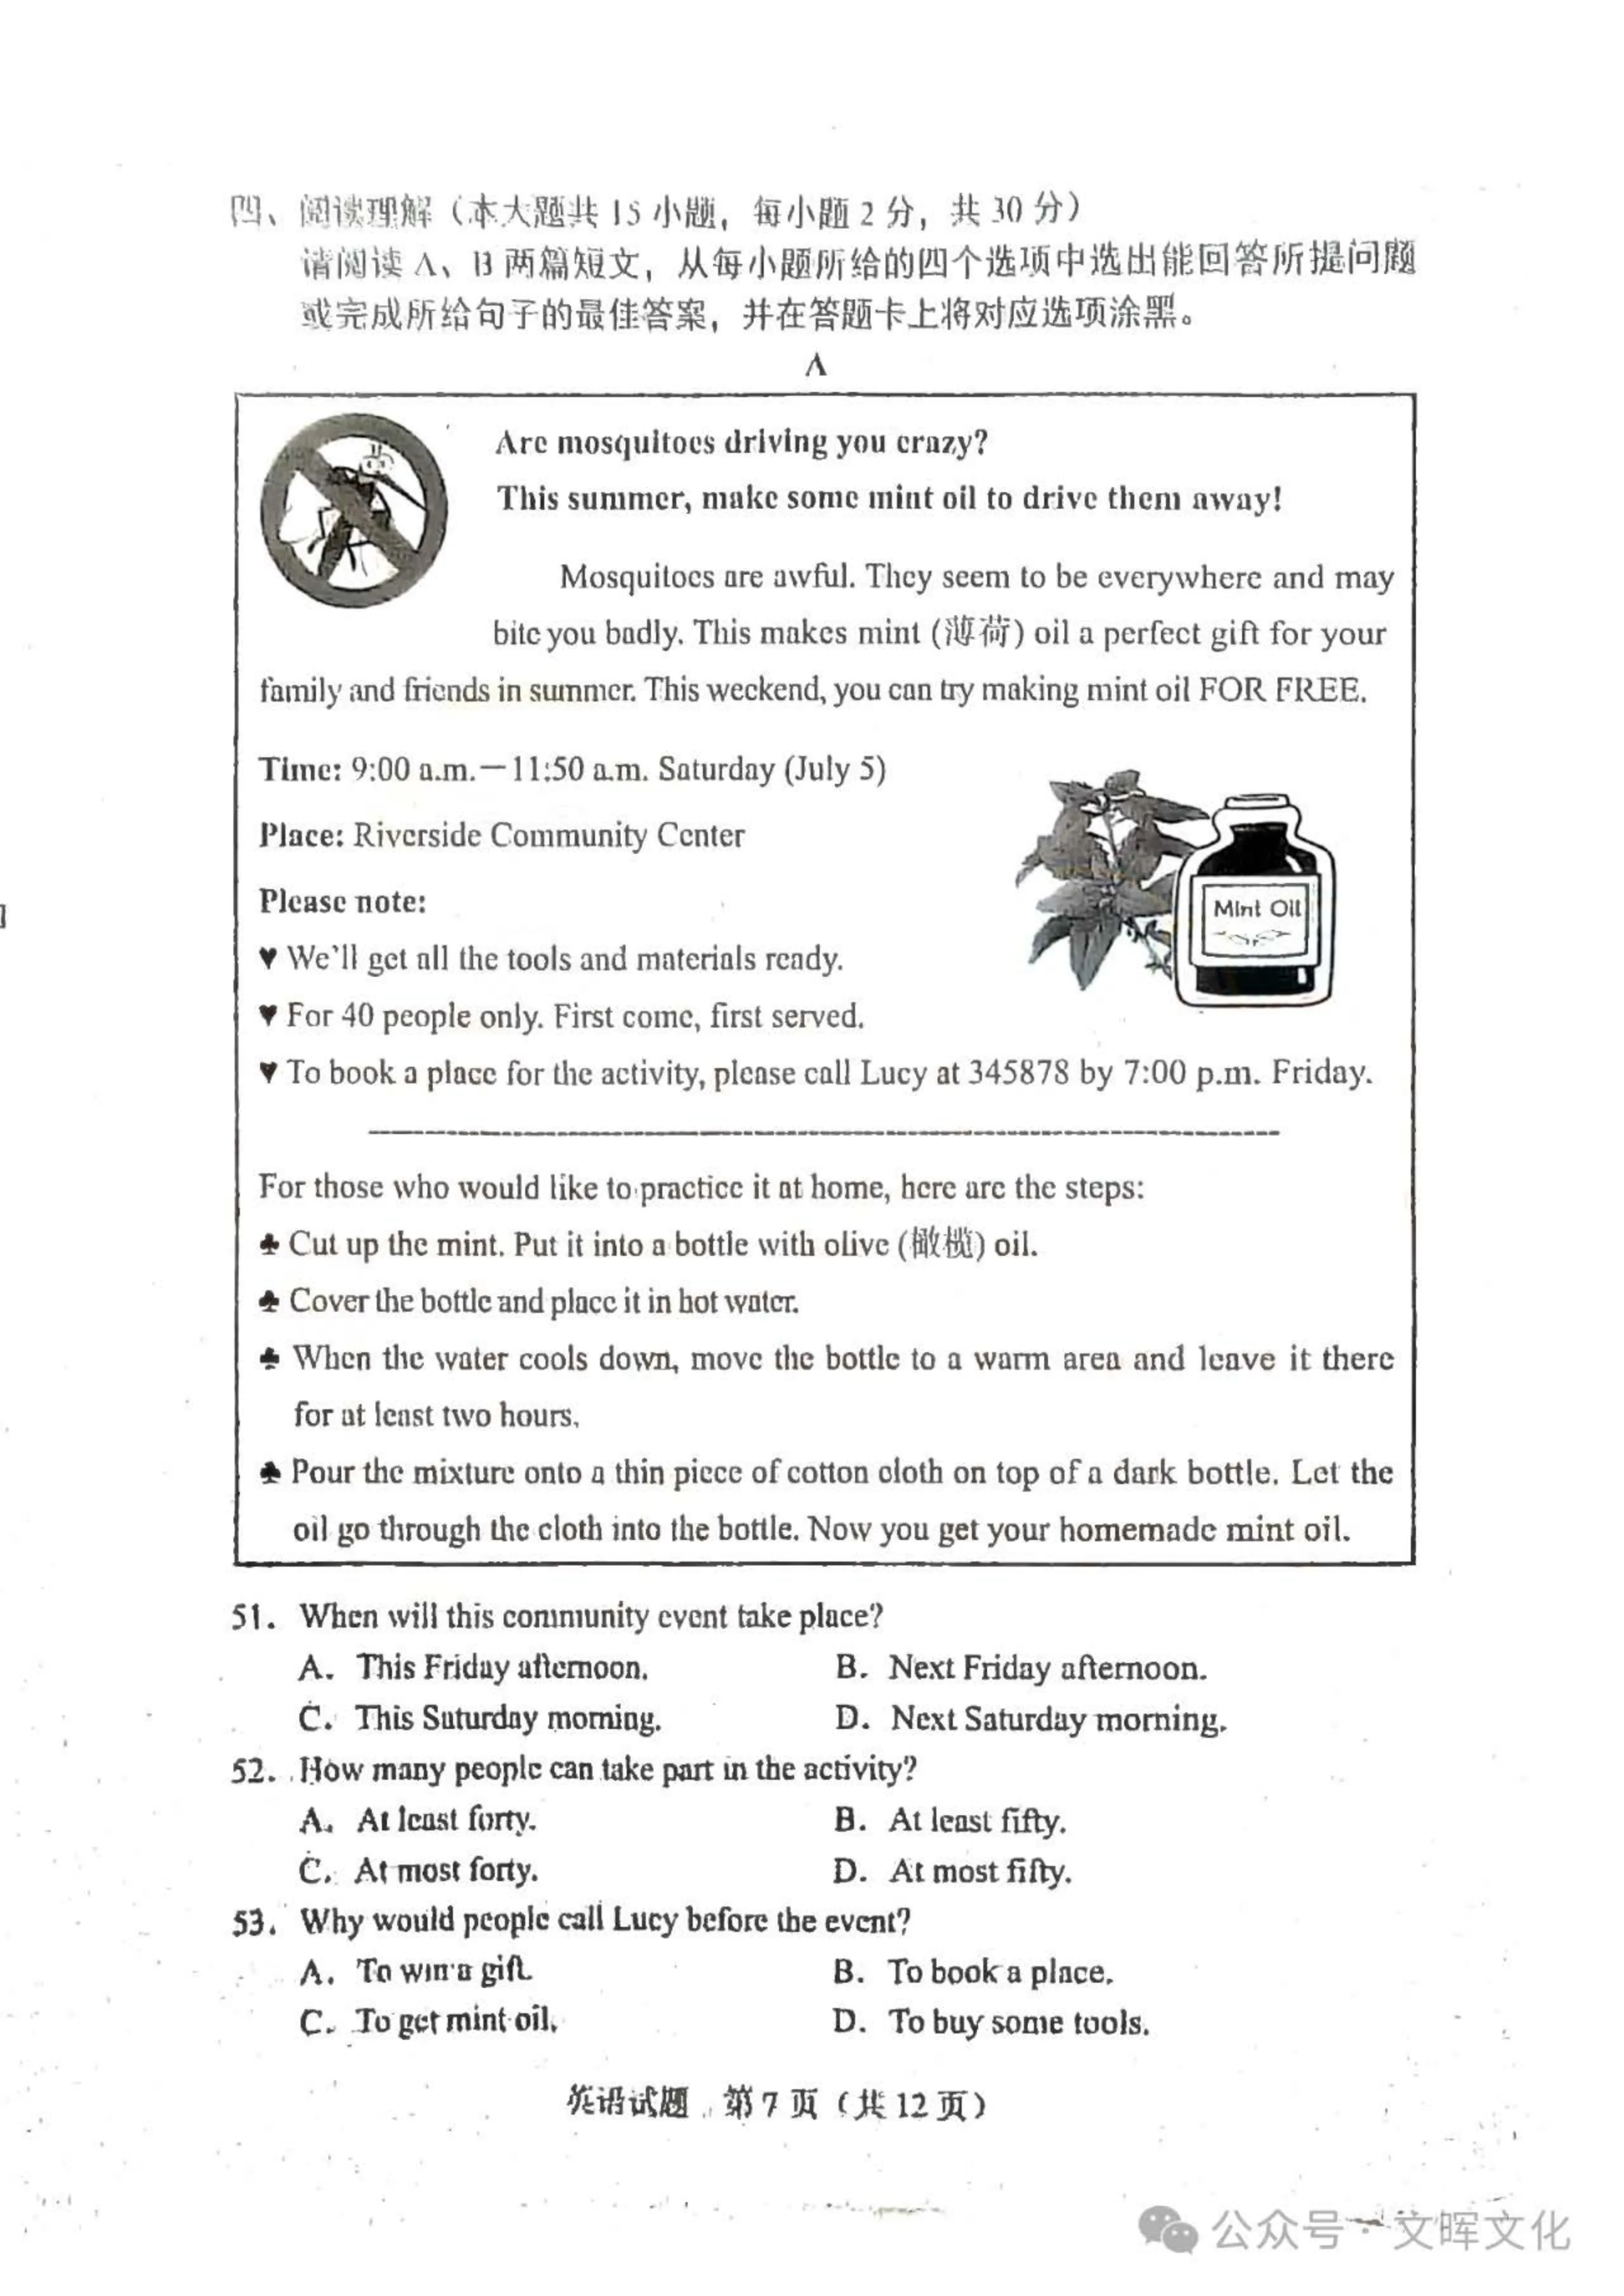 四、阅读理解（本大题共 15 小题，每小题 2 分，共 30 分）
请阅读 A、B 两篇短文，从每小题所给的四个选项中选出能回答所提问题
或完成所给句子的最佳答案，并在答题卡上将对应选项涂黑。
A
Are mosquitoes driving you crazy?
This summer, make some mint oil to drive them away!
Mosquitoes are awful. They seem to be everywhere and may
bite you badly. This makes mint (薄荷) oil a perfect gift for your
family and friends in summer. This weekend, you can try making mint oil FOR FREE.
Time: 9:00 a.m.—11:50 a.m. Saturday (July 5)
Place: Riverside Community Center
Please note:
Mint Oil
♥ We'll get all the tools and materials ready.
♥ For 40 people only. First come, first served.
♥ To book a place for the activity, please call Lucy at 345878 by 7:00 p.m. Friday.
For those who would like to practice it at home, here are the steps:
♣ Cut up the mint. Put it into a bottle with olive (橄榄) oil.
♣ Cover the bottle and place it in hot water.
♣ When the water cools down, move the bottle to a warm area and leave it there
for at least two hours.
♣ Pour the mixture onto a thin piece of cotton cloth on top of a dark bottle. Let the
oil go through the cloth into the bottle. Now you get your homemade mint oil.
51. When will this community event take place?
A. This Friday afternoon. B. Next Friday afternoon.
C. This Saturday morning. D. Next Saturday morning.
52. How many people can take part in the activity?
A. At least forty. B. At least fifty.
C. At most forty. D. At most fifty.
53. Why would people call Lucy before the event?
A. To win a gift. B. To book a place.
C. To get mint oil. D. To buy some tools.
英语试题 第 7 页（共 12 页）
公众号·文晖文化